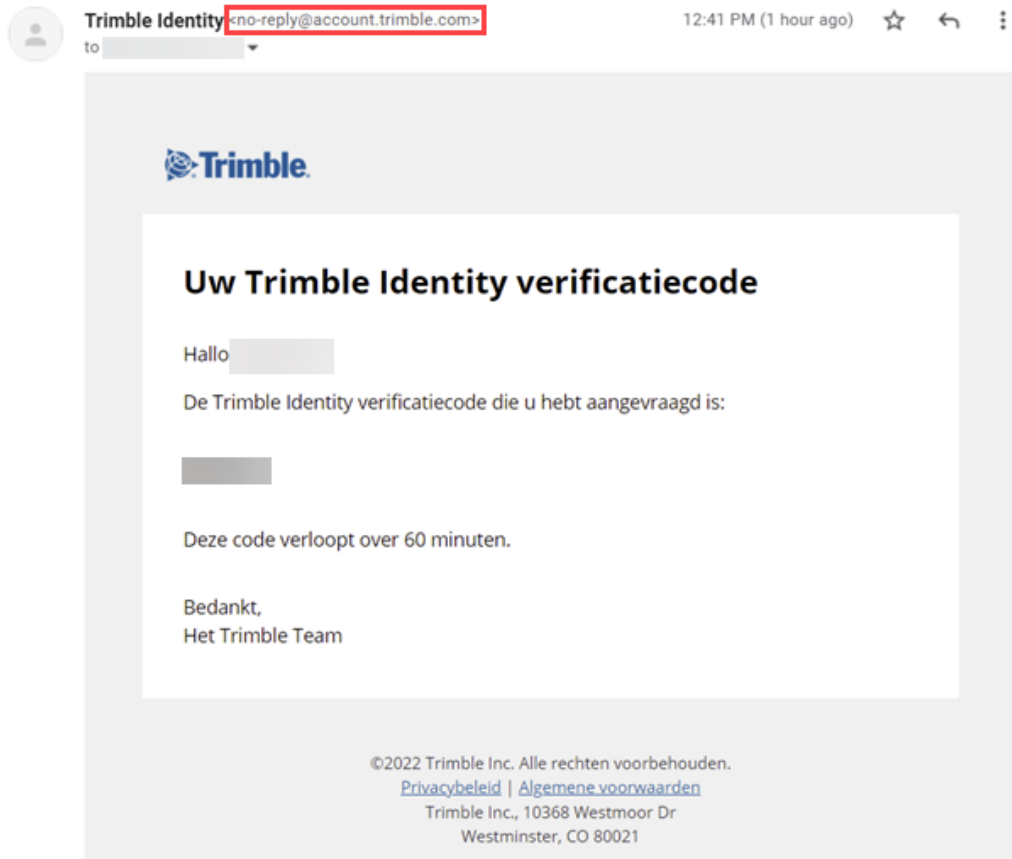 Trimble Identity <no-reply@account.trimble.com> 12:41 PM (1 hour ago)
to
Trimble.
Uw Trimble Identity verificatiecode
Hallo
De Trimble Identity verificatiecode die u hebt aangevraagd is:
Deze code verloopt over 60 minuten.
Bedankt,
Het Trimble Team
©2022 Trimble Inc. Alle rechten voorbehouden.
Privacybeleid | Algemene voorwaarden
Trimble Inc., 10368 Westmoor Dr
Westminster, CO 80021